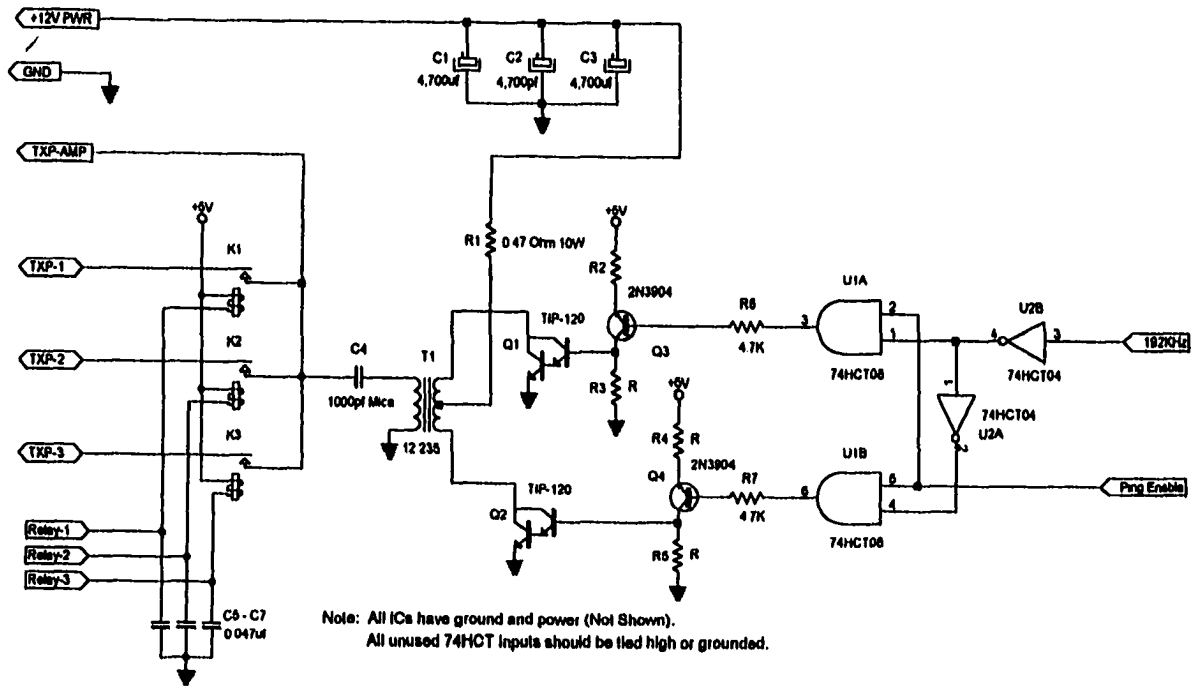 +12V PWR
GND
C1
4,700uf
C2
4,700pf
C3
4,700uf
TXP-AMP
+5V
K1
TXP-1
K2
TXP-2
K3
TXP-3
Relay-1
Relay-2
Relay-3
C5 - C7
0 047uf
C4
1000pf Mica
T1
12 235
R1
0 47 Ohm 10W
+5V
R2
2N3904
TIP-120
Q1
Q3
R3
R
R6
4.7K
U1A
3
2
1
74HCT08
U2B
4
3
74HCT04
192KHz
1
74HCT04
U2A
2
+5V
R4
R
2N3904
Q4
TIP-120
Q2
R5
R
R7
4 7K
U1B
6
5
4
74HCT08
Ping Enable
Note: All ICs have ground and power (Not Shown).
All unused 74HCT inputs should be tied high or grounded.